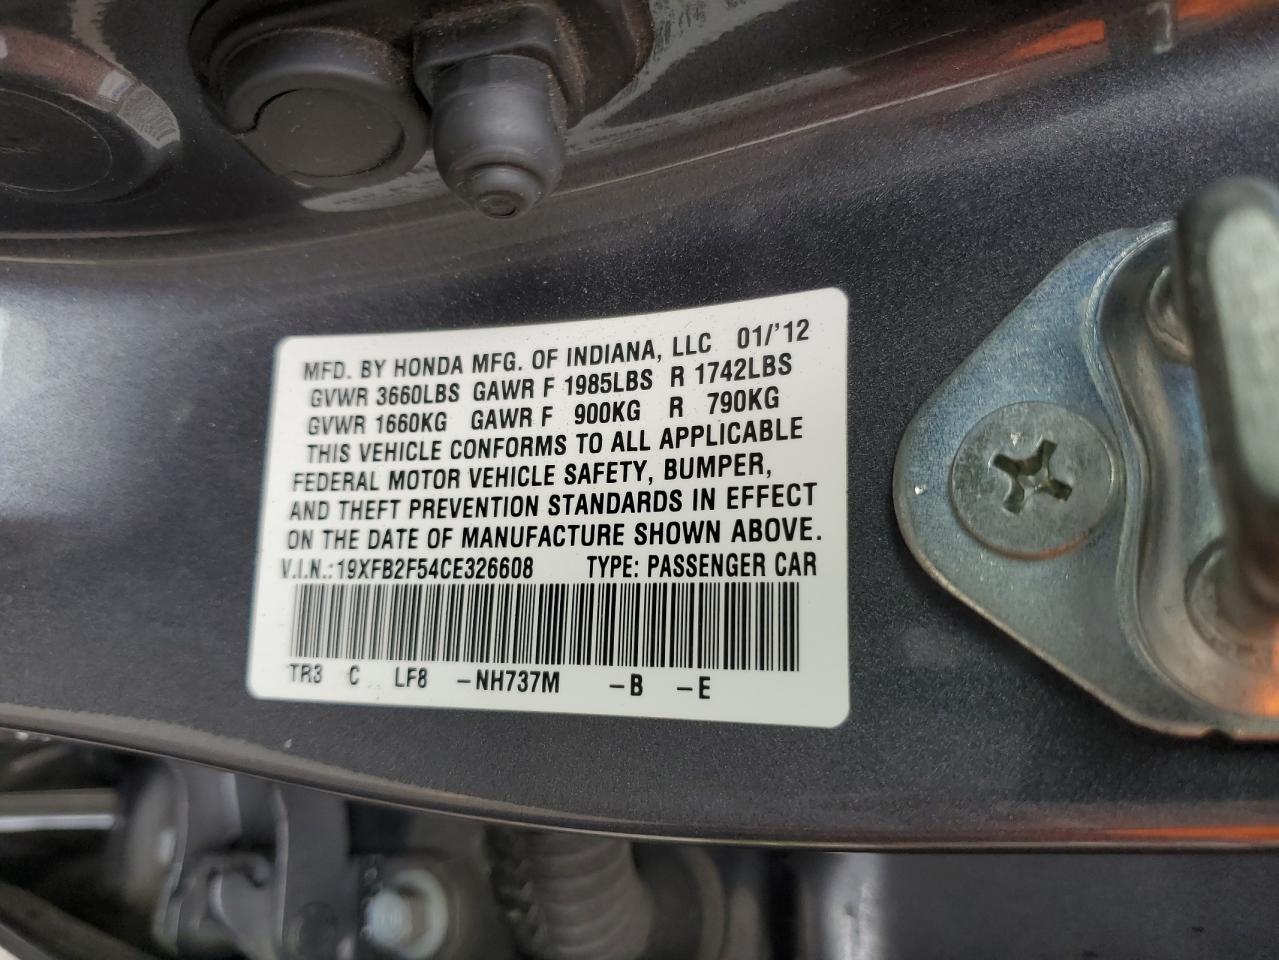 MFD. BY HONDA MFG. OF INDIANA, LLC 01/'12
GVWR 3660LBS GAWR F 1985LBS R 1742LBS
GVWR 1660KG GAWR F 900KG R 790KG
THIS VEHICLE CONFORMS TO ALL APPLICABLE
FEDERAL MOTOR VEHICLE SAFETY, BUMPER,
AND THEFT PREVENTION STANDARDS IN EFFECT
ON THE DATE OF MANUFACTURE SHOWN ABOVE.
V.I.N.: 19XFB2F54CE326608 TYPE: PASSENGER CAR
TR3 C LF8 -NH737M -B -E